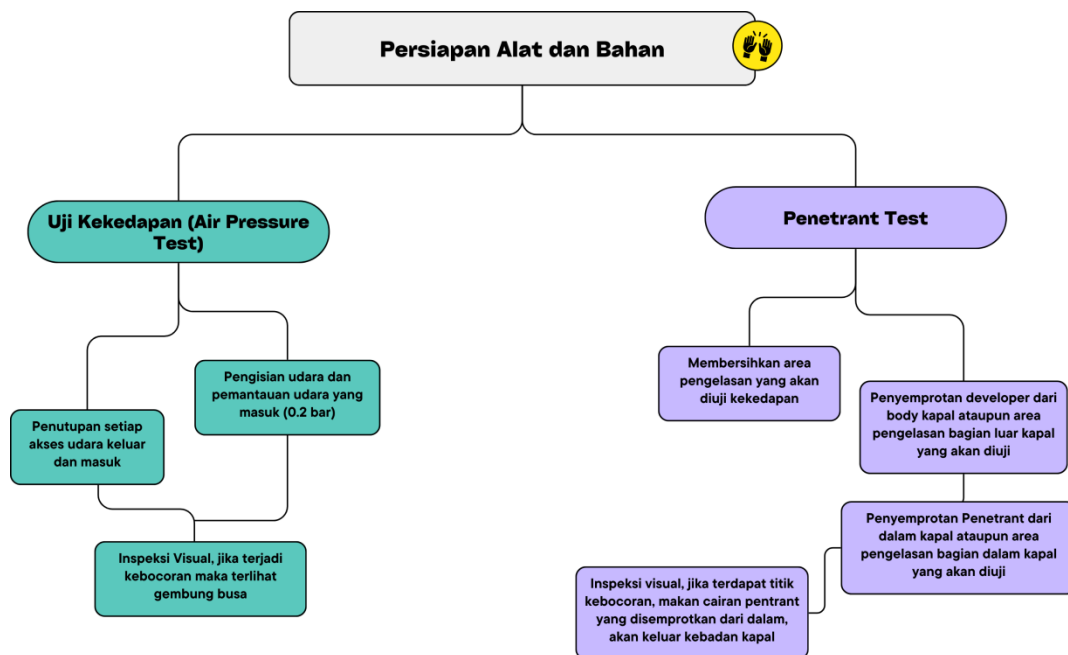 Persiapan Alat dan Bahan
Uji Kekedapan (Air Pressure
Test)
Penutupan setiap
akses udara keluar
dan masuk
Pengisian udara dan
pemantauan udara yang
masuk (0.2 bar)
Inspeksi Visual, jika terjadi
kebocoran maka terlihat
gembung busa
Penetrant Test
Membersihkan area
pengelasan yang akan
diuji kekedapan
Penyemprotan developer dari
body kapal ataupun area
pengelasan bagian luar kapal
yang akan diuji
Penyemprotan Penetrant dari
dalam kapal ataupun area
pengelasan bagian dalam kapal
yang akan diuji
Inspeksi visual, jika terdapat titik
kebocoran, makan cairan pentrant
yang disemprotkan dari dalam,
akan keluar kebadan kapal